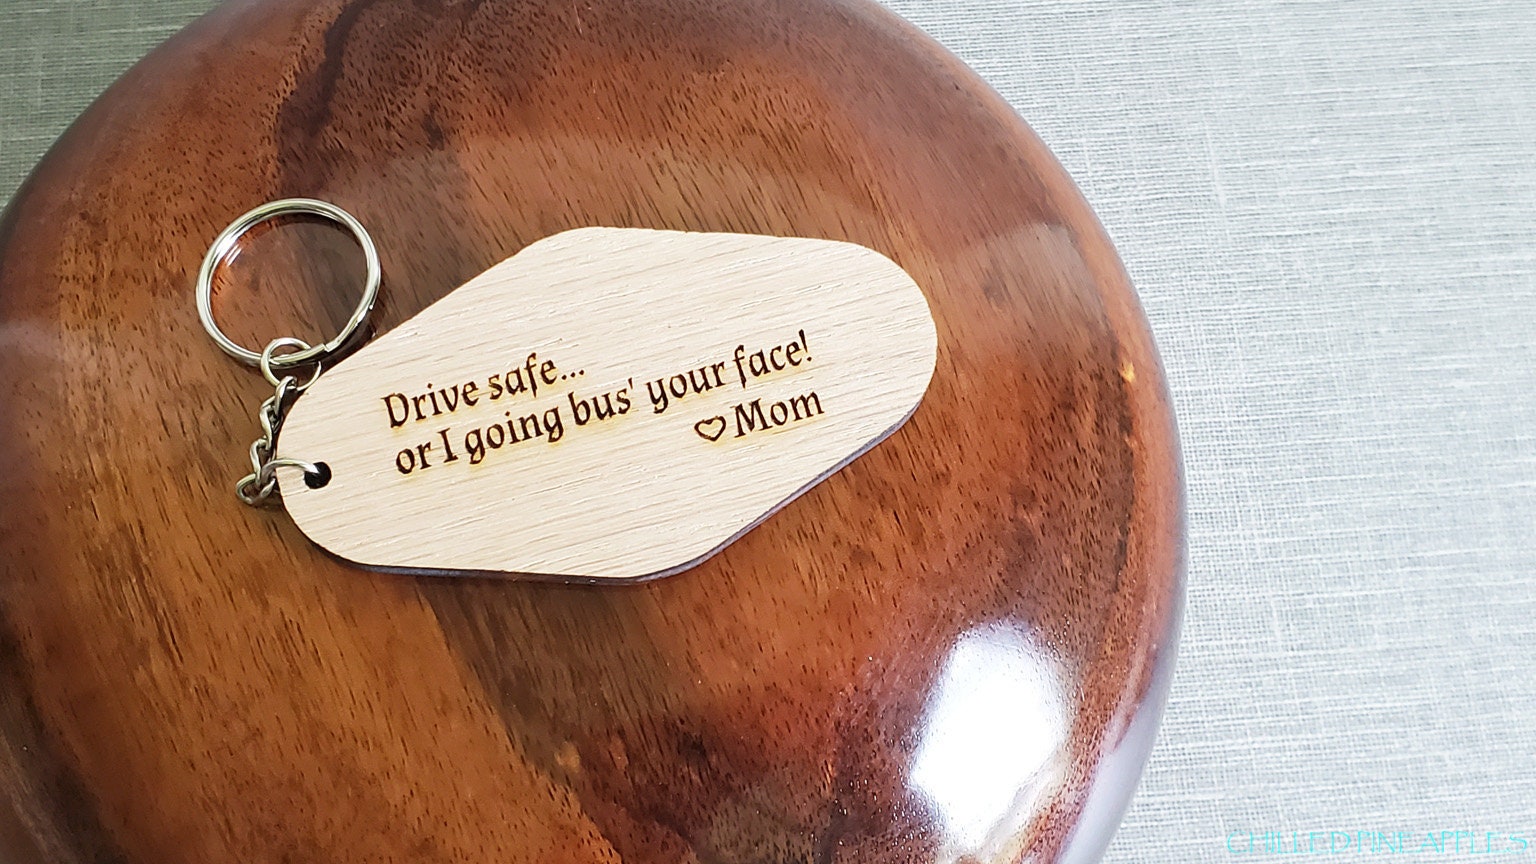 Drive safe...
or I going bus' your face!
♡Mom
CHILLED PINEAPPLES